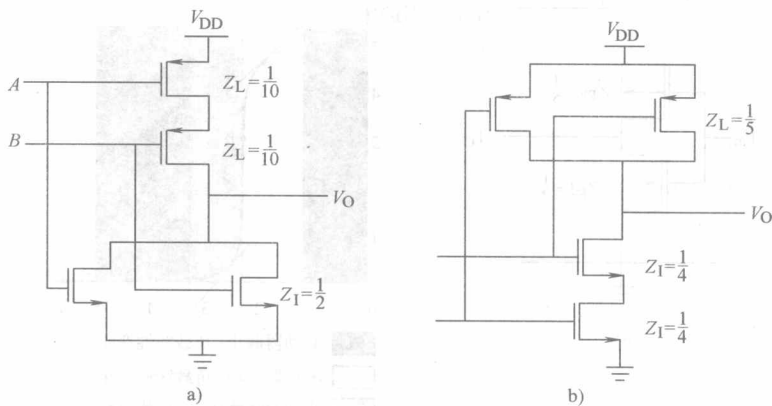 V_DD
A
Z_L=1/10
B
Z_L=1/10
V_O
Z_I=1/2
a)
V_DD
Z_L=1/5
V_O
Z_I=1/4
Z_I=1/4
b)